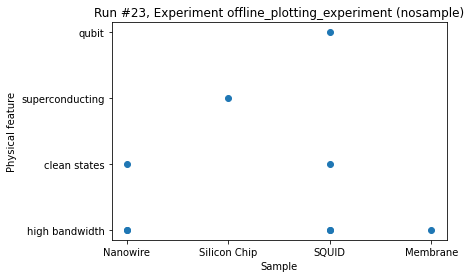 Run #23, Experiment offline_plotting_experiment (nosample)
qubit
superconducting
clean states
high bandwidth
Physical feature
Nanowire Silicon Chip SQUID Membrane
Sample